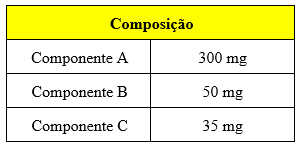 Composição
Componente A 300 mg
Componente B 50 mg
Componente C 35 mg